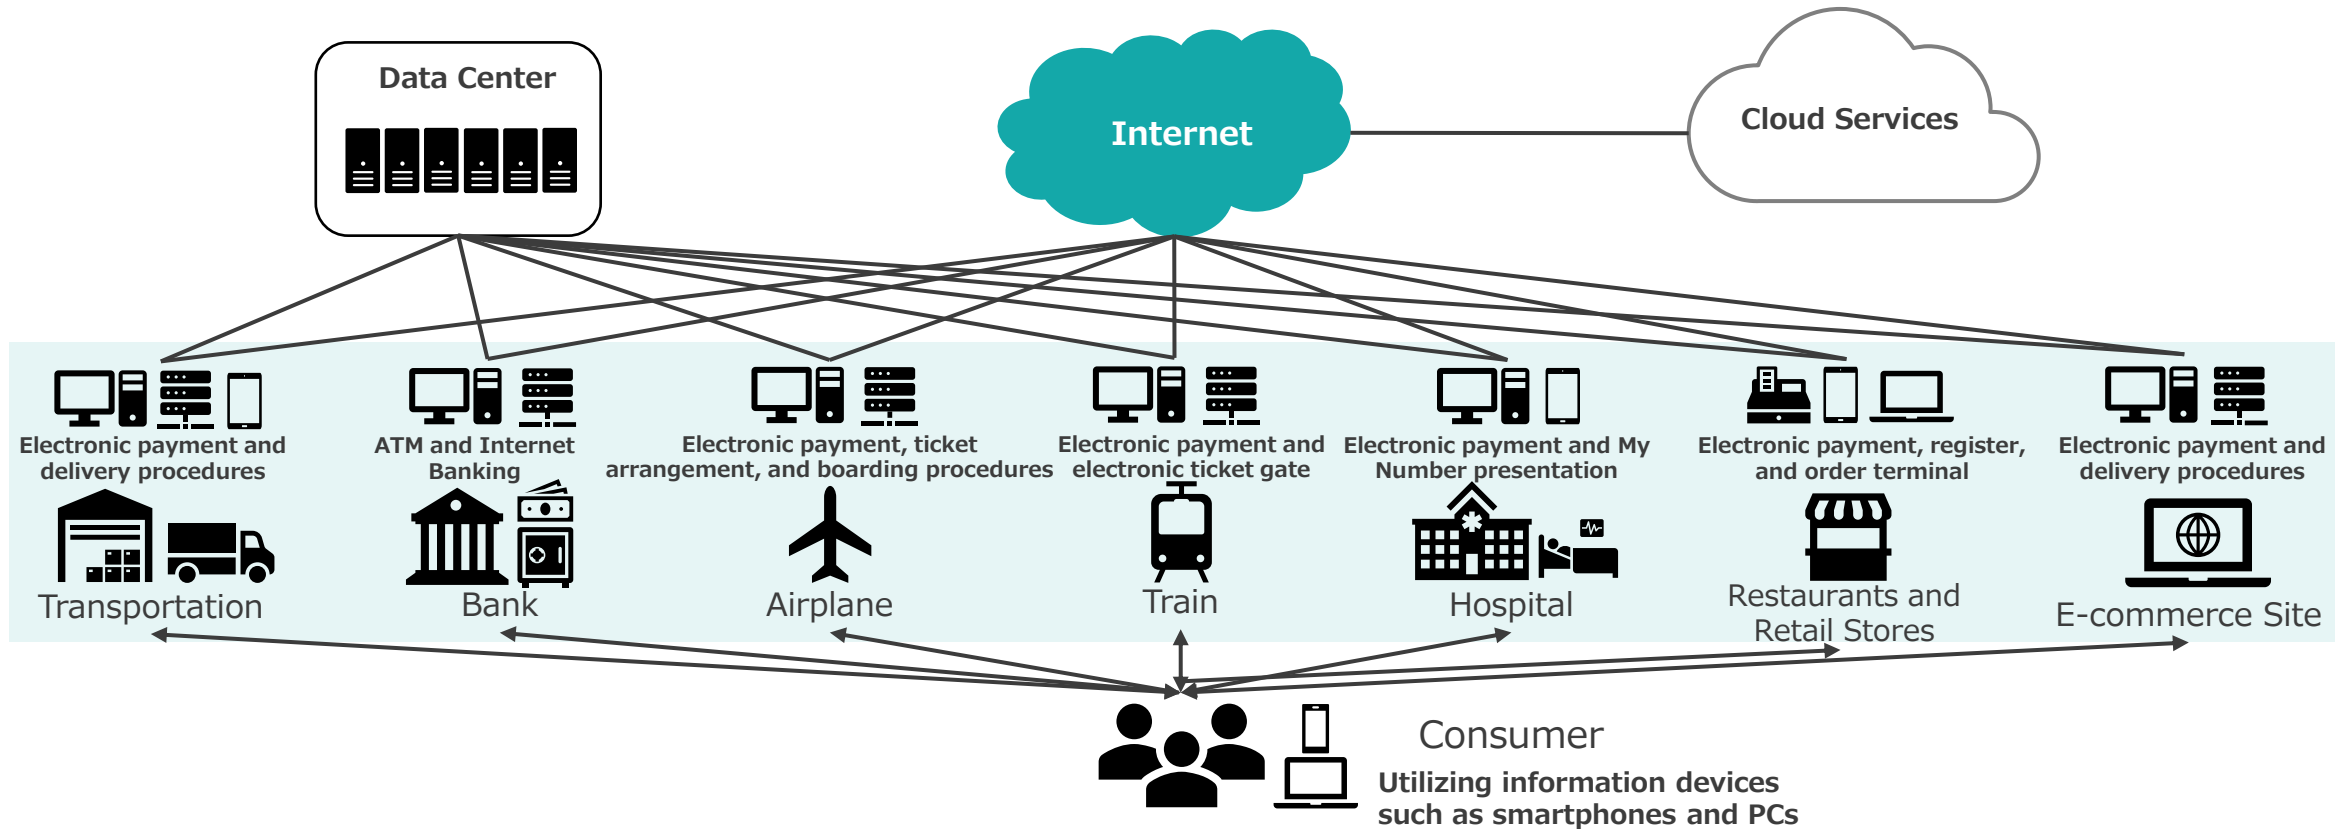 Data Center
Internet
Cloud Services
Electronic payment and
delivery procedures
ATM and Internet
Banking
Electronic payment, ticket
arrangement, and boarding procedures
Electronic payment and
electronic ticket gate
Electronic payment and My
Number presentation
Electronic payment, register,
and order terminal
Electronic payment and
delivery procedures
Transportation
Bank
Airplane
Train
Hospital
Restaurants and
Retail Stores
E-commerce Site
Consumer
Utilizing information devices
such as smartphones and PCs